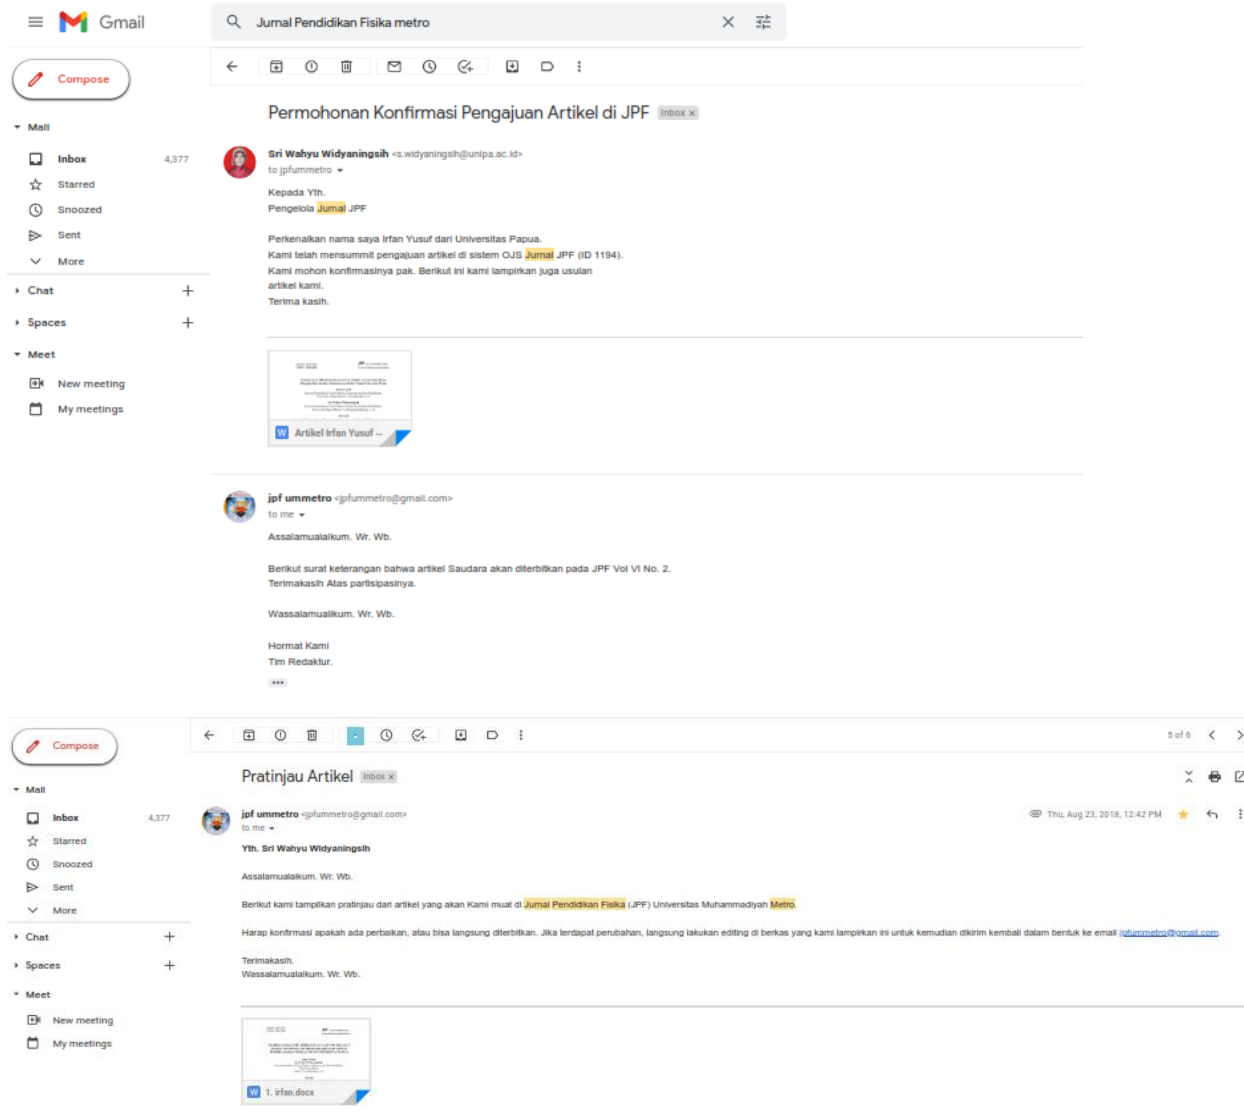 Gmail
Jurnal Pendidikan Fisika metro
Compose
Mail
Inbox 4,377
Starred
Snoozed
Sent
More
Chat
Spaces
Meet
New meeting
My meetings
Permohonan Konfirmasi Pengajuan Artikel di JPF Inbox x
Sri Wahyu Widyaningsih <s.widyaningsih@unipa.ac.id>
to jpfummetro
Kepada Yth.
Pengelola Jurnal JPF
Perkenalkan nama saya Irfan Yusuf dari Universitas Papua.
Kami telah mensummit pengajuan artikel di sistem OJS Jurnal JPF (ID 1194).
Kami mohon konfirmasinya pak. Berikut ini kami lampirkan juga usulan
artikel kami.
Terima kasih.
W Artikel Irfan Yusuf ...
jpf ummetro <jpfummetro@gmail.com>
to me
Assalamualaikum. Wr. Wb.
Berikut surat keterangan bahwa artikel Saudara akan diterbitkan pada JPF Vol VI No. 2.
Terimakasih Atas partisipasinya.
Wassalamualikum. Wr. Wb.
Hormat Kami
Tim Redaktur.
Compose
Mail
Inbox 4,377
Starred
Snoozed
Sent
More
Chat
Spaces
Meet
New meeting
My meetings
5 of 6
Pratinjau Artikel Inbox x
jpf ummetro <jpfummetro@gmail.com>
Thu, Aug 23, 2018, 12:42 PM
to me
Yth. Sri Wahyu Widyaningsih
Assalamualaikum. Wr. Wb.
Berikut kami tampilkan pratinjau dari artikel yang akan Kami muat di Jurnal Pendidikan Fisika (JPF) Universitas Muhammadiyah Metro.
Harap konfirmasi apakah ada perbaikan, atau bisa langsung diterbitkan. Jika terdapat perubahan, langsung lakukan editing di berkas yang kami lampirkan ini untuk kemudian dikirim kembali dalam bentuk ke email jpfummetro@gmail.com.
Terimakasih.
Wassalamualaikum. Wr. Wb.
W 1. irfan.docx